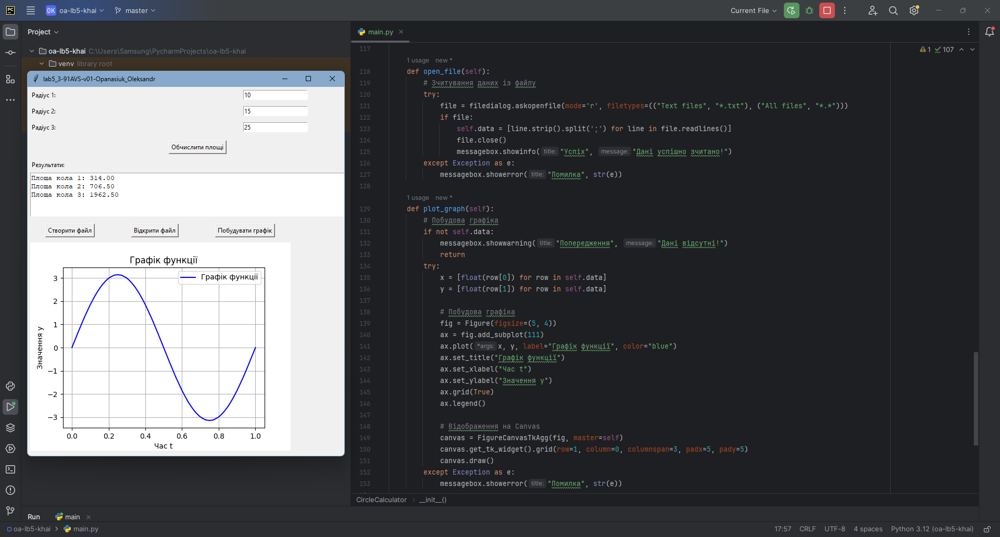 PC
OK oa-lb5-khai
master
Current File
Project
oa-lb5-khai C:\Users\Samsung\PycharmProjects\oa-lb5-khai
venv library root
lab5_3-91AVS-v01-Opanasiuk_Oleksandr
Радіус 1: 10
Радіус 2: 15
Радіус 3: 25
Обчислити площі
Результати:
Площа кола 1: 314.00
Площа кола 2: 706.50
Площа кола 3: 1962.50
Створити файл
Відкрити файл
Побудувати графік
Графік функції
Графік функції
3
2
1
0
−1
−2
−3
Значення y
0.0 0.2 0.4 0.6 0.8 1.0
Час t
main.py
1 107
117
1 usage new *
118 def open_file(self):
119 # Зчитування даних із файлу
120 try:
121 file = filedialog.askopenfile(mode='r', filetypes=(("Text files", "*.txt"), ("All files", "*.*")))
122 if file:
123 self.data = [line.strip().split(';') for line in file.readlines()]
124 file.close()
125 messagebox.showinfo( title: "Успіх", message: "Дані успішно зчитано!")
126 except Exception as e:
127 messagebox.showerror( title: "Помилка", str(e))
128
1 usage new *
129 def plot_graph(self):
130 # Побудова графіка
131 if not self.data:
132 messagebox.showwarning( title: "Попередження", message: "Дані відсутні!")
133 return
134 try:
135 x = [float(row[0]) for row in self.data]
136 y = [float(row[1]) for row in self.data]
137
138 # Побудова графіка
139 fig = Figure(figsize=(5, 4))
140 ax = fig.add_subplot(111)
141 ax.plot( *args: x, y, label="Графік функції", color="blue")
142 ax.set_title("Графік функції")
143 ax.set_xlabel("Час t")
144 ax.set_ylabel("Значення y")
145 ax.grid(True)
146 ax.legend()
147
148 # Відображення на Canvas
149 canvas = FigureCanvasTkAgg(fig, master=self)
150 canvas.get_tk_widget().grid(row=1, column=0, columnspan=3, padx=5, pady=5)
151 canvas.draw()
152 except Exception as e:
153 messagebox.showerror( title: "Помилка", str(e))
CircleCalculator › __init__()
Run main
oa-lb5-khai > main.py
17:57 CRLF UTF-8 4 spaces Python 3.12 (oa-lb5-khai)